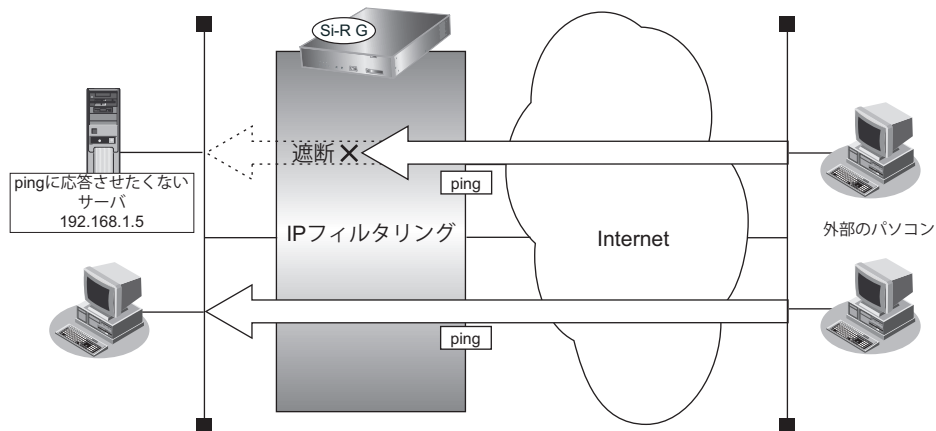 Si-R G
遮断
ping
pingに応答させたくない
サーバ
192.168.1.5
IPフィルタリング
Internet
外部のパソコン
ping